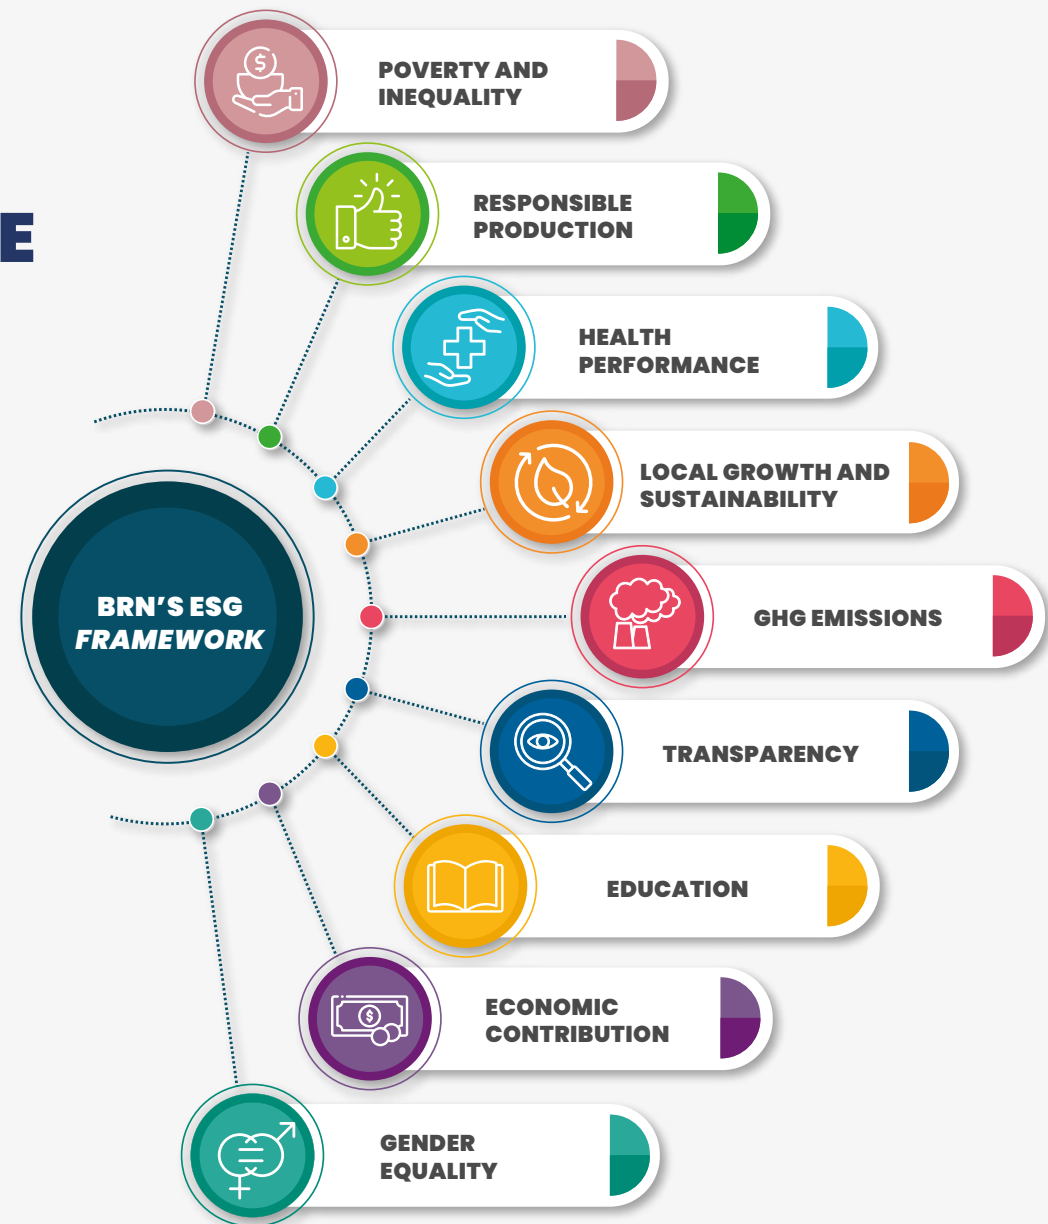 E
POVERTY AND
INEQUALITY
RESPONSIBLE
PRODUCTION
HEALTH
PERFORMANCE
LOCAL GROWTH AND
SUSTAINABILITY
BRN’S ESG
FRAMEWORK
GHG EMISSIONS
TRANSPARENCY
EDUCATION
ECONOMIC
CONTRIBUTION
GENDER
EQUALITY